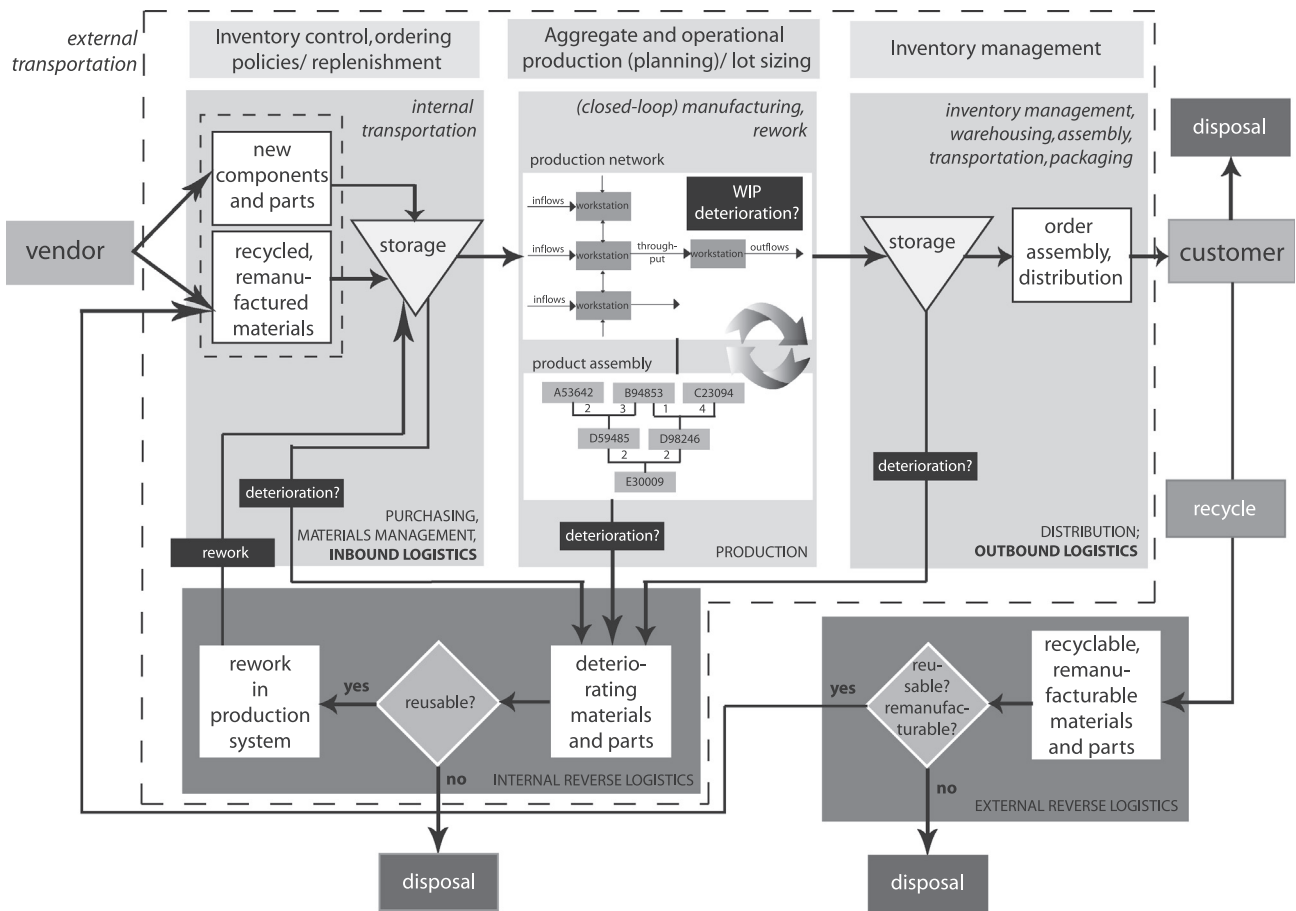 external
transportation
Inventory control, ordering
policies/ replenishment
Aggregate and operational
production (planning)/ lot sizing
Inventory management
internal
transportation
(closed-loop) manufacturing,
rework
inventory management,
warehousing, assembly,
transportation, packaging
disposal
vendor
new
components
and parts
recycled,
remanu-
factured
materials
storage
production network
inflows
workstation
WIP
deterioration?
inflows
workstation
through-
put
workstation
outflows
inflows
workstation
product assembly
A53642
B94853
C23094
2
3
1
4
D59485
D98246
2
2
E30009
storage
order
assembly,
distribution
customer
deterioration?
deterioration?
deterioration?
rework
recycle
PURCHASING,
MATERIALS MANAGEMENT,
INBOUND LOGISTICS
PRODUCTION
DISTRIBUTION;
OUTBOUND LOGISTICS
rework
in
production
system
yes
reusable?
no
deterio-
rating
materials
and parts
INTERNAL REVERSE LOGISTICS
yes
reu-
sable?
remanufac-
turable?
no
recyclable,
remanu-
facturable
materials
and parts
EXTERNAL REVERSE LOGISTICS
disposal
disposal